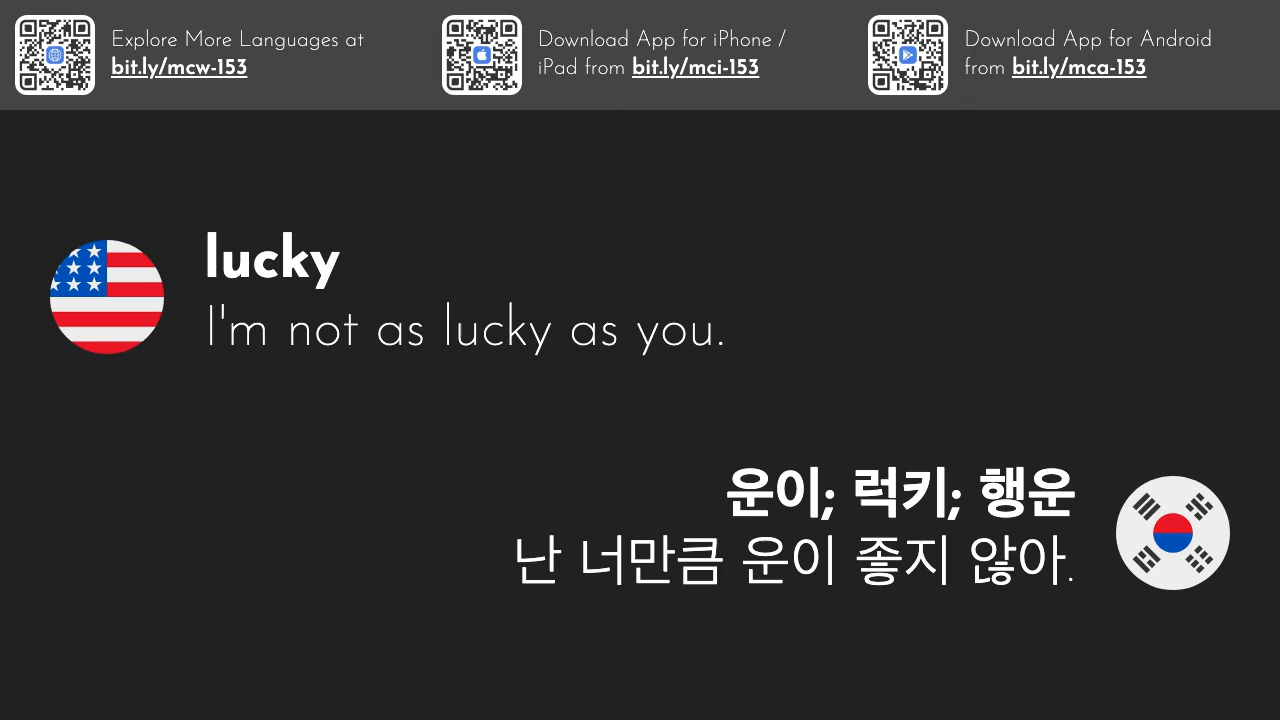 Explore More Languages at
bit.ly/mcw-153
Download App for iPhone /
iPad from bit.ly/mci-153
Download App for Android
from bit.ly/mca-153
lucky
I'm not as lucky as you.
운이; 럭키; 행운
난 너만큼 운이 좋지 않아.